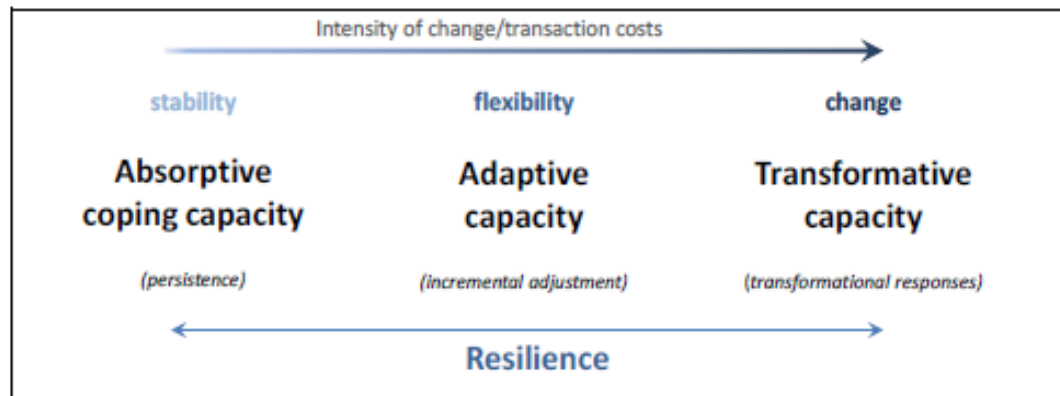 Intensity of change/transaction costs
stability flexibility change
Absorptive Adaptive Transformative
coping capacity capacity capacity
(persistence) (incremental adjustment) (transformational responses)
Resilience